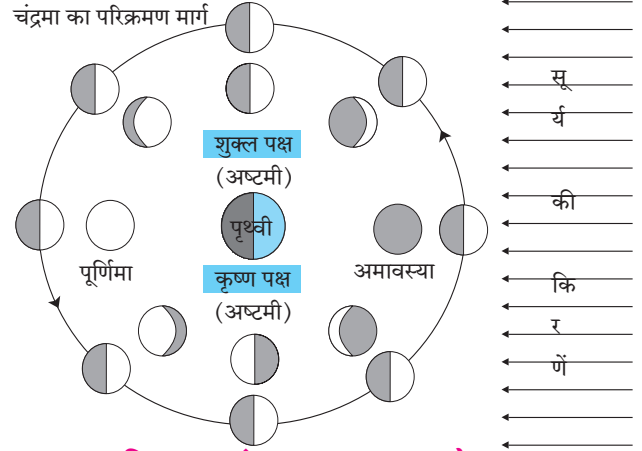 चंद्रमा का परिक्रमण मार्ग
शुक्ल पक्ष
(अष्टमी)
पृथ्वी
पूर्णिमा
अमावस्या
कृष्ण पक्ष
(अष्टमी)
सू
र्य
की
कि
र
णें